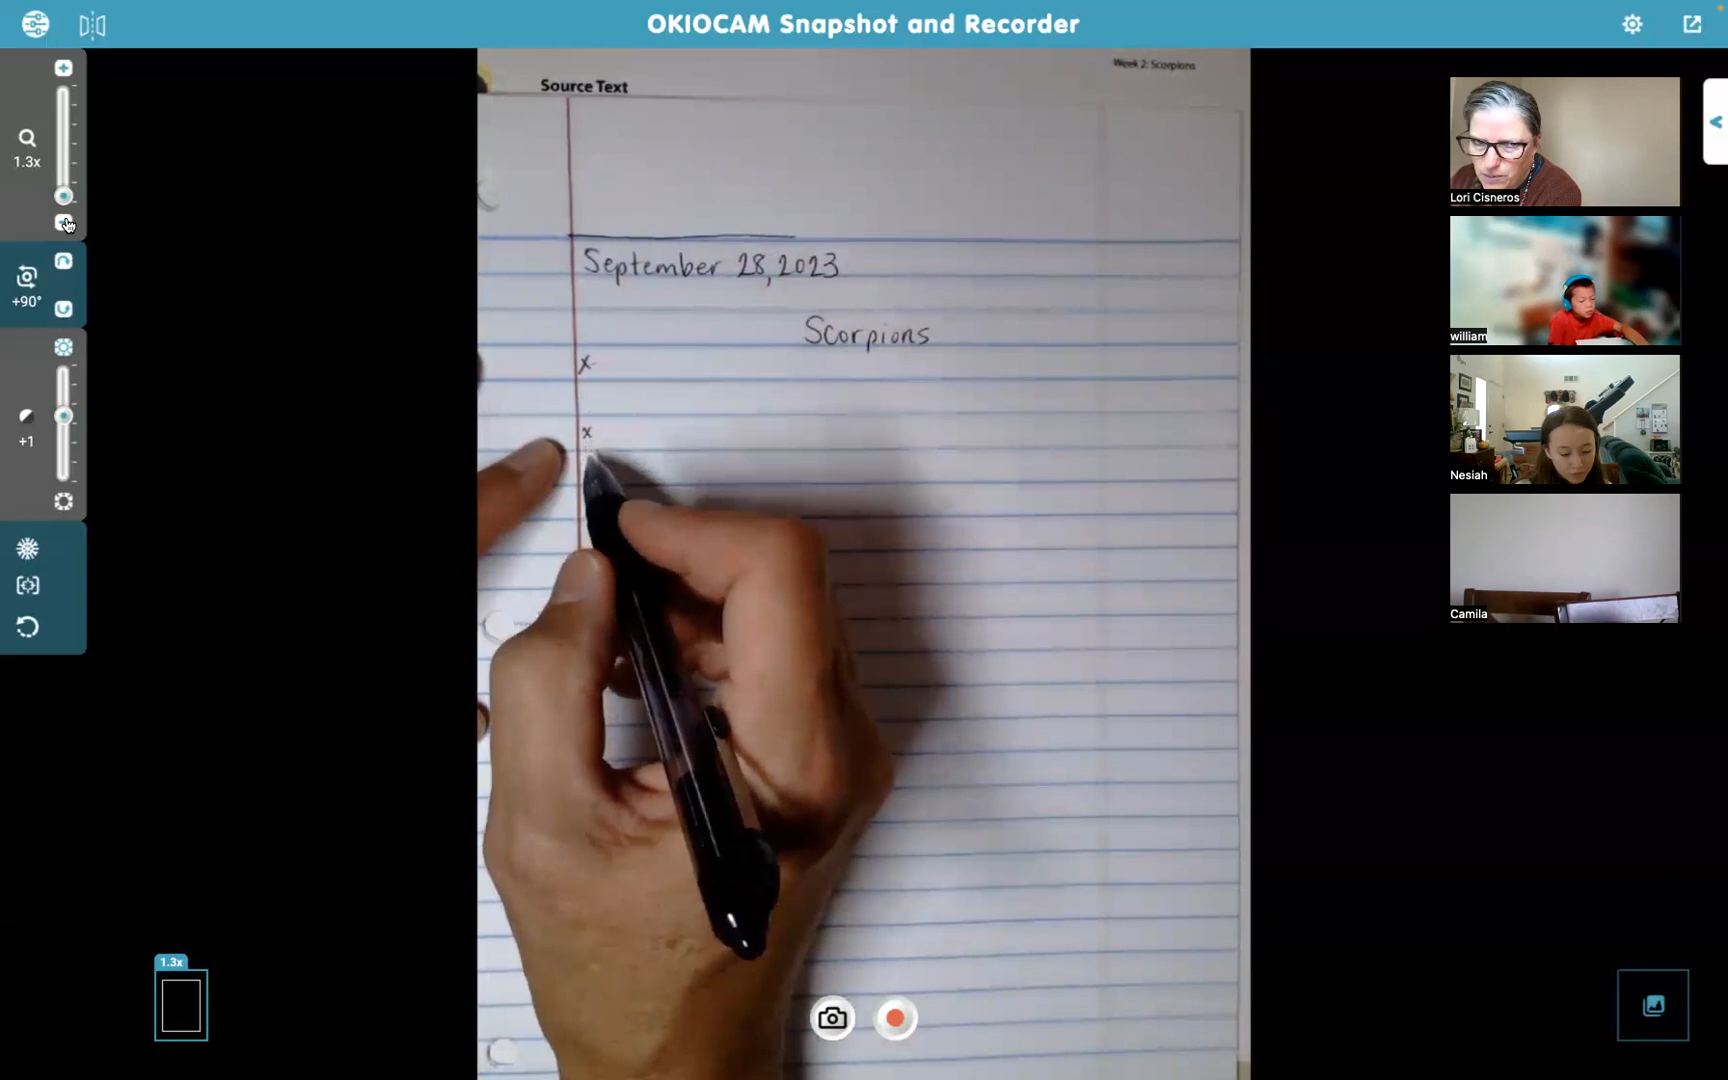 OKIOCAM Snapshot and Recorder
1.3x
+90°
+1
Week 2: Scorpions
Source Text
September 28, 2023
Scorpions
x
x
Lori Cisneros
william
Nesiah
Camila
1.3x